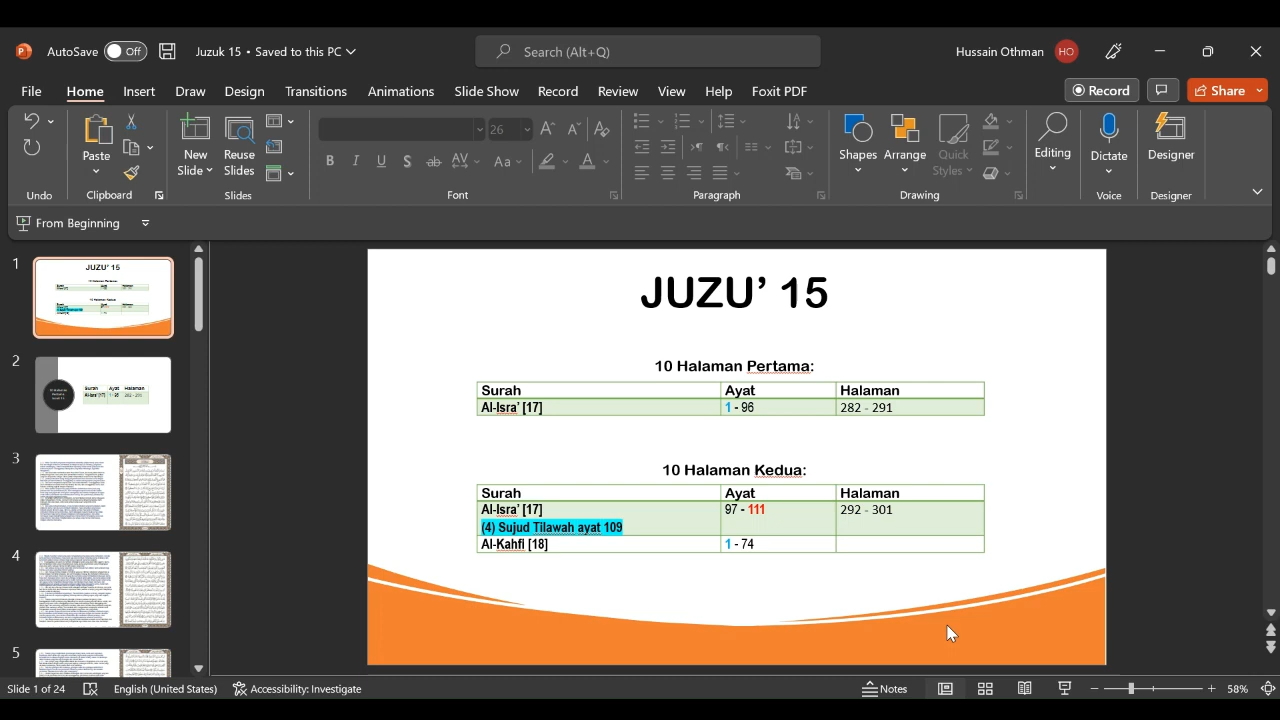 AutoSave Off Juzuk 15 • Saved to this PC Search (Alt+Q) Hussain Othman HO
File Home Insert Draw Design Transitions Animations Slide Show Record Review View Help Foxit PDF Record Share
Paste New Slide Reuse Slides 26 Shapes Arrange Quick Styles Editing Dictate Designer
Undo Clipboard Slides Font Paragraph Drawing Voice Designer
From Beginning
1
2
3
4
5
JUZU’ 15
10 Halaman Pertama:
Surah Ayat Halaman
Al-Isra’ [17] 1 - 96 282 - 291
10 Halaman Kedua:
Surah Ayat Halaman
Al-Isra’ [17] 97 - 111 292 - 301
(4) Sujud Tilawah ayat 109
Al-Kahfi [18] 1 - 74
Slide 1 of 24 English (United States) Accessibility: Investigate Notes 58%